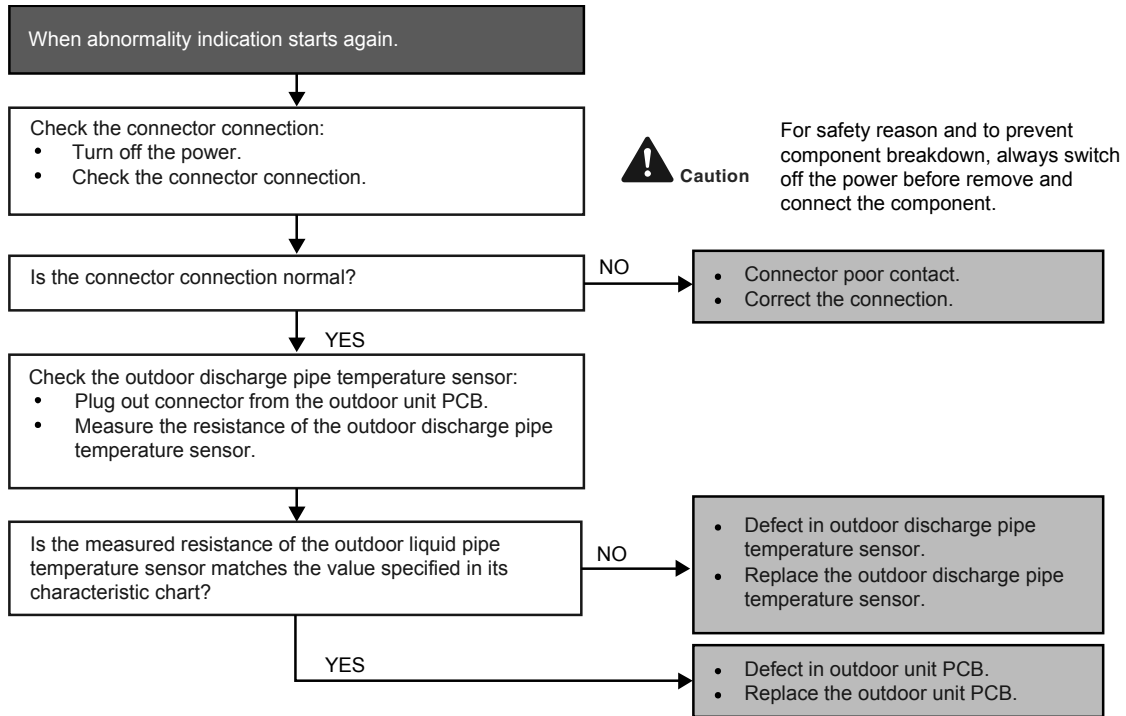 When abnormality indication starts again.
Check the connector connection:
• Turn off the power.
• Check the connector connection.
Caution
For safety reason and to prevent
component breakdown, always switch
off the power before remove and
connect the component.
Is the connector connection normal?
NO
• Connector poor contact.
• Correct the connection.
YES
Check the outdoor discharge pipe temperature sensor:
• Plug out connector from the outdoor unit PCB.
• Measure the resistance of the outdoor discharge pipe
temperature sensor.
Is the measured resistance of the outdoor liquid pipe
temperature sensor matches the value specified in its
characteristic chart?
NO
• Defect in outdoor discharge pipe
temperature sensor.
• Replace the outdoor discharge pipe
temperature sensor.
YES
• Defect in outdoor unit PCB.
• Replace the outdoor unit PCB.